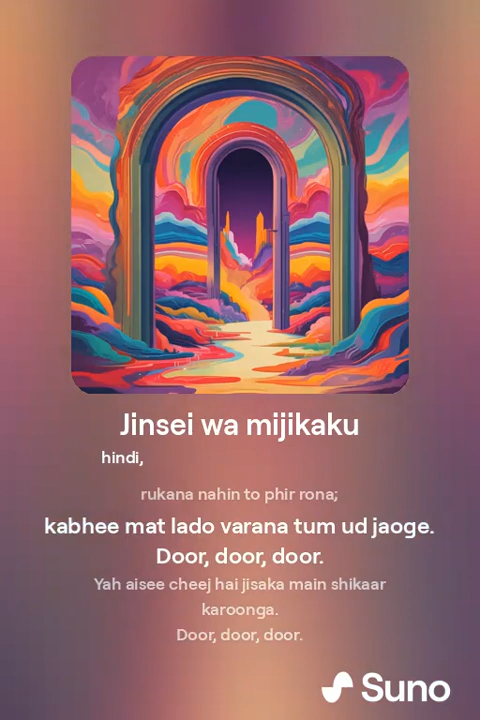 Jinsei wa mijikaku
hindi,
rukana nahin to phir rona;
kabhee mat lado varana tum ud jaoge.
Door, door, door.
Yah aisee cheej hai jisaka main shikaar
karoonga.
Door, door, door.
Suno